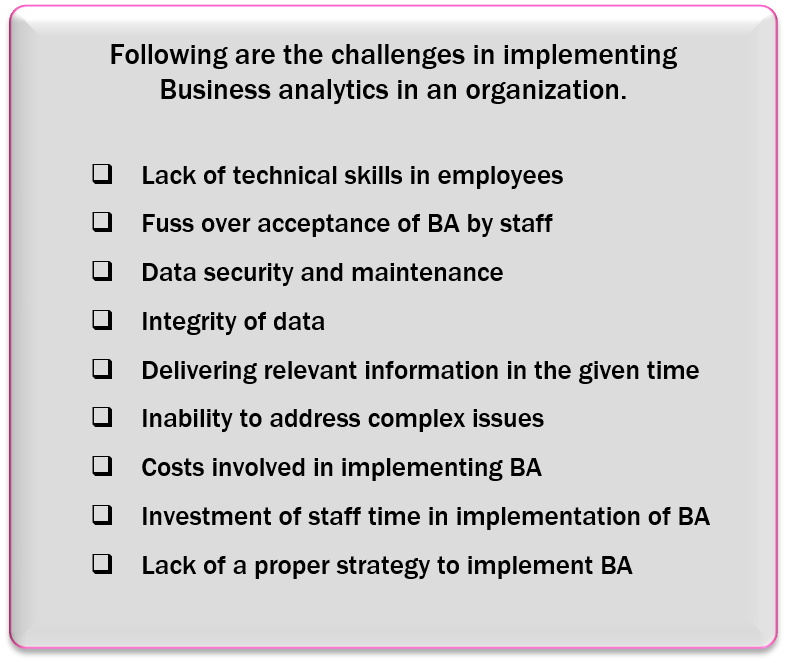 Following are the challenges in implementing
Business analytics in an organization.
❑ Lack of technical skills in employees
❑ Fuss over acceptance of BA by staff
❑ Data security and maintenance
❑ Integrity of data
❑ Delivering relevant information in the given time
❑ Inability to address complex issues
❑ Costs involved in implementing BA
❑ Investment of staff time in implementation of BA
❑ Lack of a proper strategy to implement BA